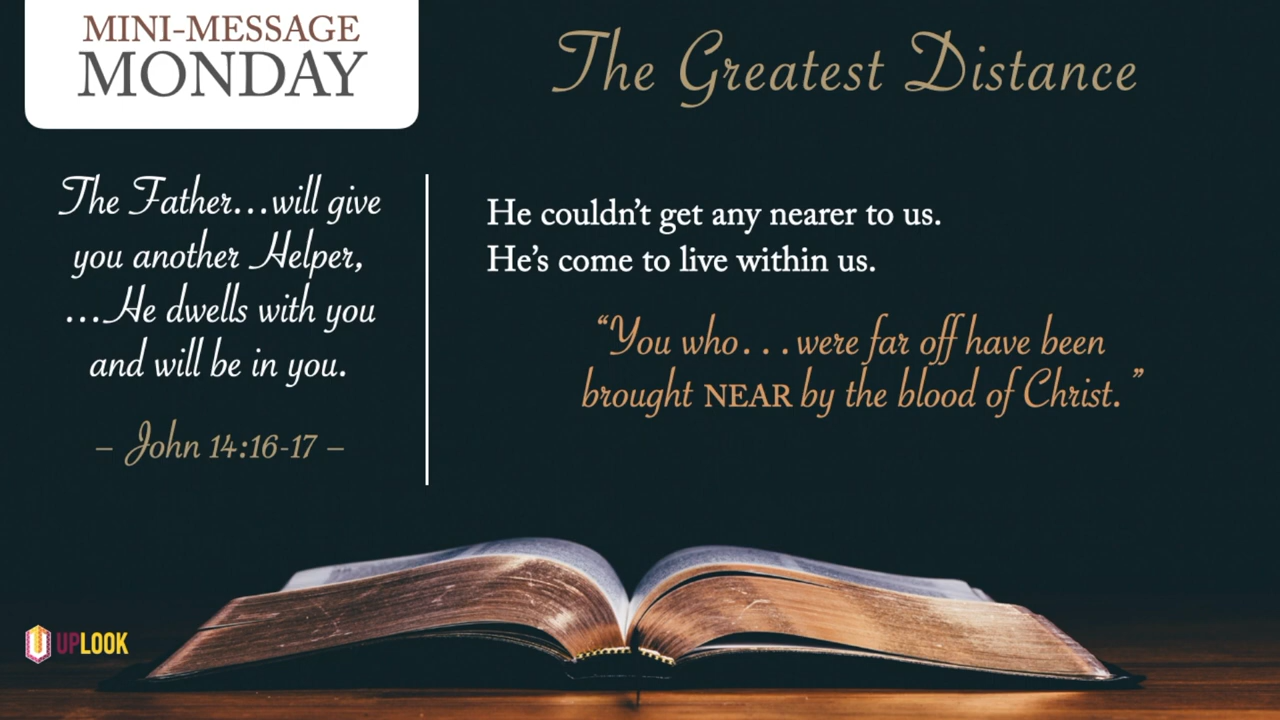 MINI-MESSAGE
MONDAY
The Greatest Distance
The Father...will give
you another Helper,
...He dwells with you
and will be in you.
– John 14:16-17 –
He couldn't get any nearer to us.
He's come to live within us.
“You who...were far off have been
brought NEAR by the blood of Christ.”
UPLOOK